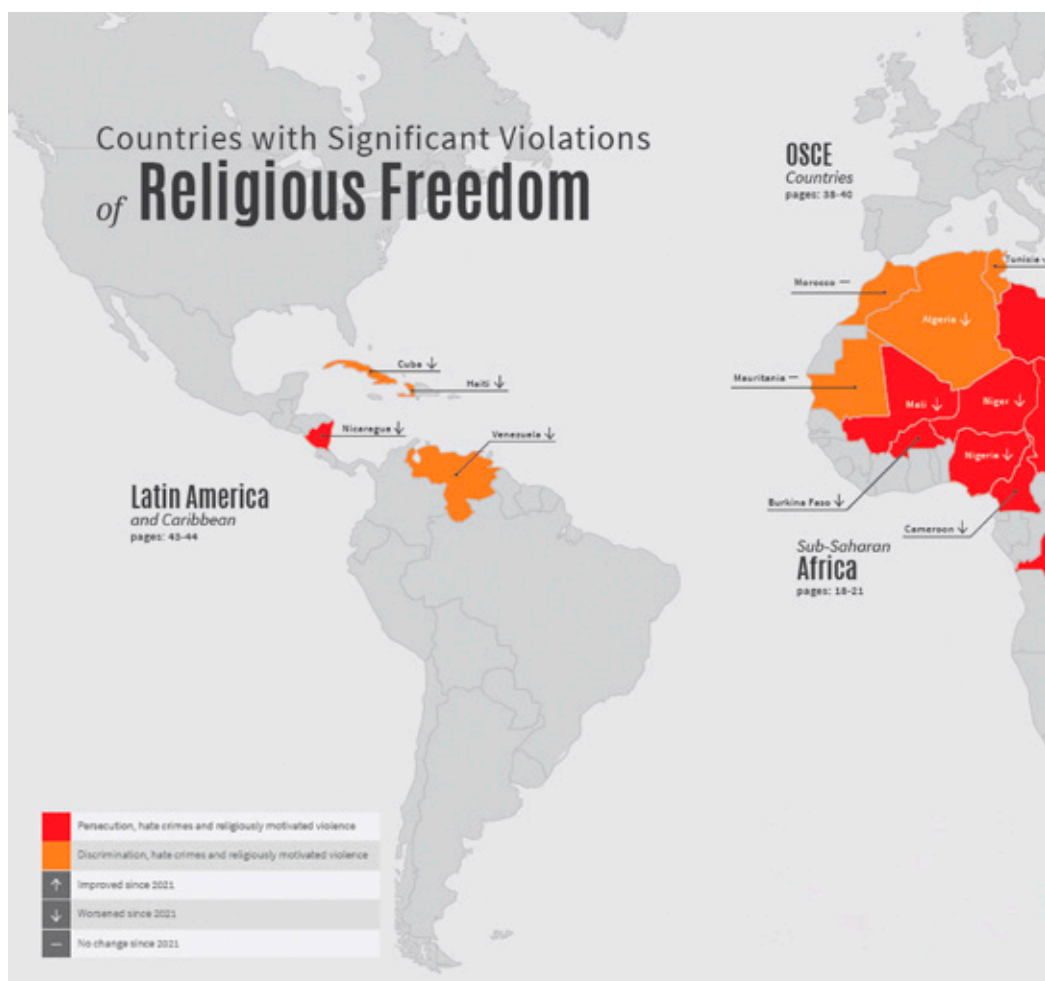 Countries with Significant Violations
of Religious Freedom
OSCE
Countries
pages: 38-40
Tunisia
Morocco —
Algeria ↓
Cuba ↓
Haiti ↓
Mauritania —
Mali ↓
Niger ↓
Nicaragua ↓
Venezuela ↓
Nigeria ↓
Latin America
and Caribbean
pages: 43-44
Burkina Faso ↓
Cameroon ↓
Sub-Saharan
Africa
pages: 18-21
Persecution, hate crimes and religiously motivated violence
Discrimination, hate crimes and religiously motivated violence
↑ Improved since 2021
↓ Worsened since 2021
— No change since 2021